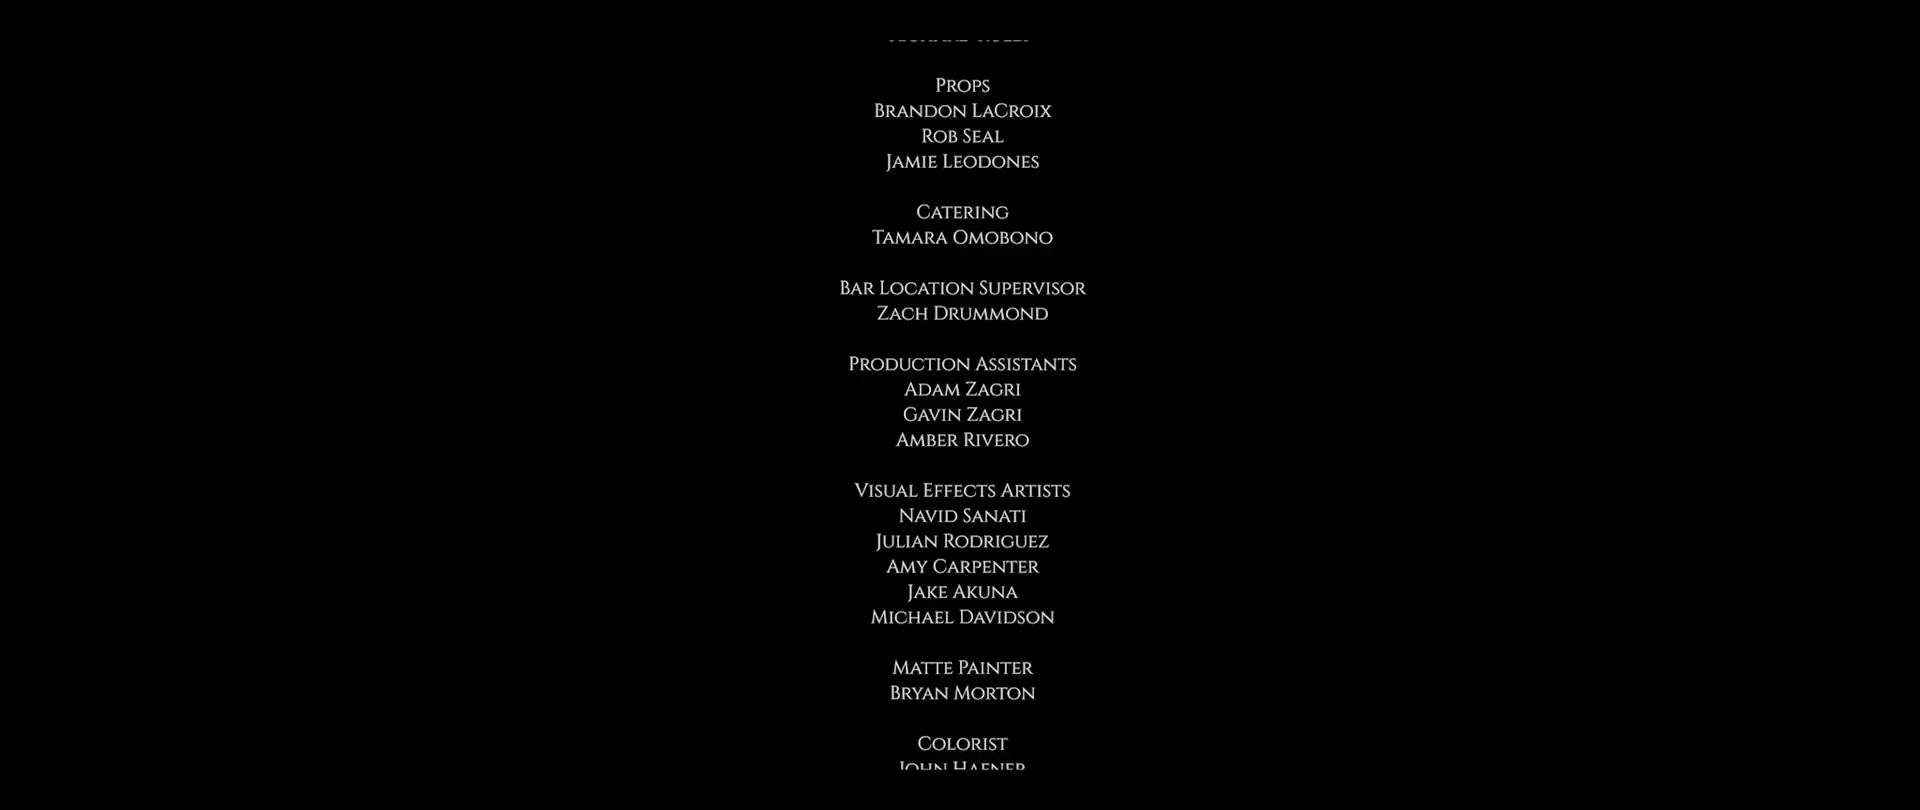 Props
Brandon LaCroix
Rob Seal
Jamie Leodones
Catering
Tamara Omobono
Bar Location Supervisor
Zach Drummond
Production Assistants
Adam Zagri
Gavin Zagri
Amber Rivero
Visual Effects Artists
Navid Sanati
Julian Rodriguez
Amy Carpenter
Jake Akuna
Michael Davidson
Matte Painter
Bryan Morton
Colorist
John Hafner